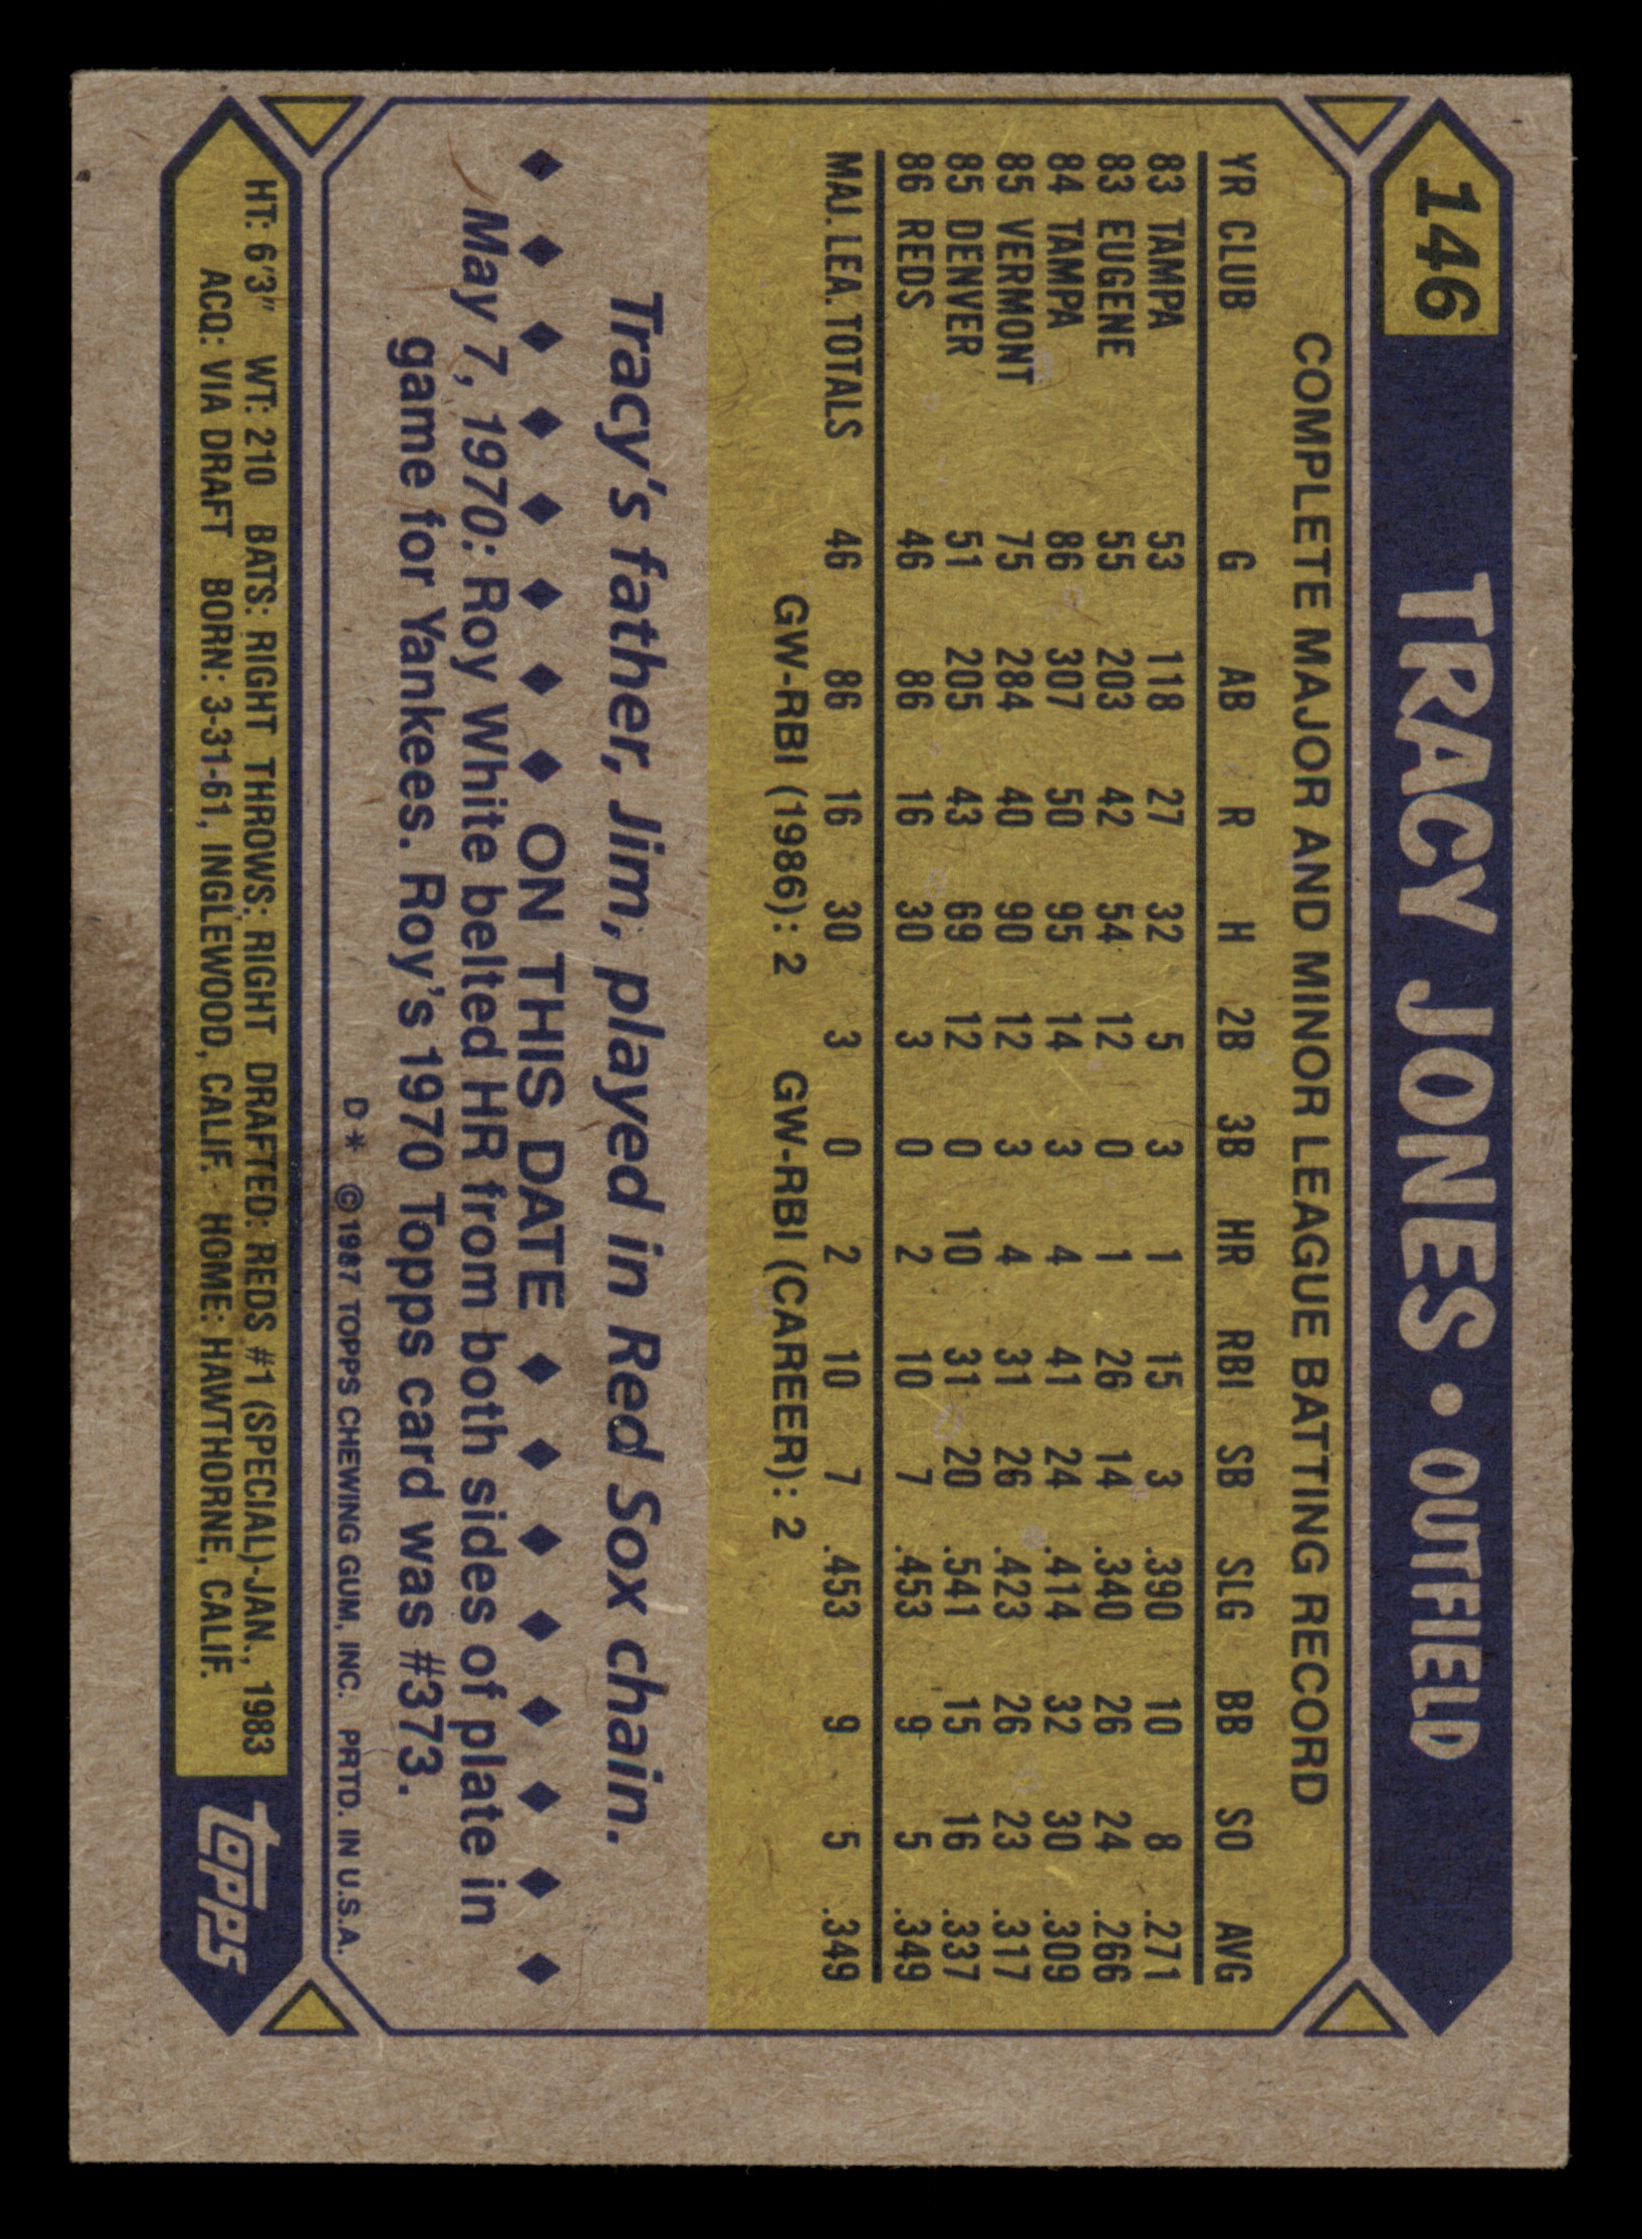 146 TRACY JONES • OUTFIELD
COMPLETE MAJOR AND MINOR LEAGUE BATTING RECORD
YR CLUB G AB R H 2B 3B HR RBI SB SLG BB SO AVG
83 TAMPA 53 118 27 32 5 3 1 15 3 .390 10 8 .271
83 EUGENE 55 203 42 54 12 0 1 26 14 .340 26 24 .266
84 TAMPA 86 307 50 95 14 3 4 41 24 .414 32 30 .309
85 VERMONT 75 284 40 90 12 3 4 31 26 .423 26 23 .317
85 DENVER 51 205 43 69 12 0 10 31 20 .541 15 16 .337
86 REDS 46 86 16 30 3 0 2 10 7 .453 9 5 .349
MAJ. LEA. TOTALS 46 86 16 30 3 0 2 10 7 .453 9 5 .349
GW-RBI (1986): 2 GW-RBI (CAREER): 2
Tracy's father, Jim, played in Red Sox chain.
◆ ◆ ◆ ◆ ◆ ◆ ◆ ◆ ON THIS DATE ◆ ◆ ◆ ◆ ◆ ◆ ◆ ◆
May 7, 1970: Roy White belted HR from both sides of plate in
game for Yankees. Roy's 1970 Topps card was #373.
D* ©1987 TOPPS CHEWING GUM, INC. PRTD. IN U.S.A.
HT: 6'3" WT: 210 BATS: RIGHT THROWS: RIGHT DRAFTED: REDS #1 (SPECIAL)-JAN., 1983
ACQ: VIA DRAFT BORN: 3-31-61, INGLEWOOD, CALIF. HOME: HAWTHORNE, CALIF.
topps